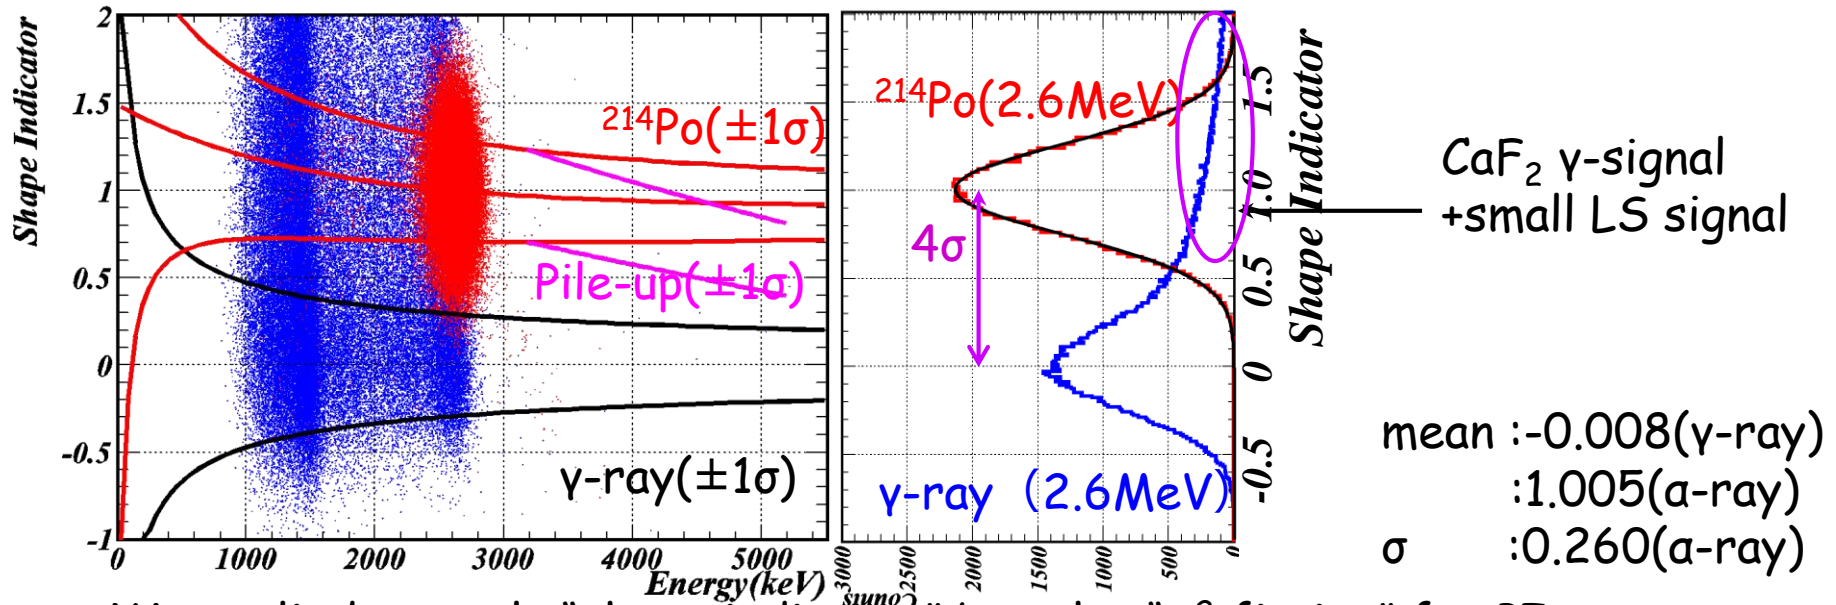 Shape Indicator
2
1.5
1
0.5
0
-0.5
-1
0
1000
2000
3000
4000
5000
Energy(keV)
²¹⁴Po(±1σ)
Pile-up(±1σ)
γ-ray(±1σ)
²¹⁴Po(2.6MeV)
4σ
γ-ray (2.6MeV)
3000
2500
2000
1500
1000
500
0
Counts
1.5
1.0
0.5
0
-0.5
Shape Indicator
CaF₂ γ-signal
+small LS signal
mean :-0.008(γ-ray)
:1.005(α-ray)
σ :0.260(α-ray)